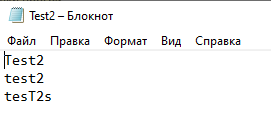 Test2 – Блокнот
Файл Правка Формат Вид Справка
Test2
test2
tesT2s